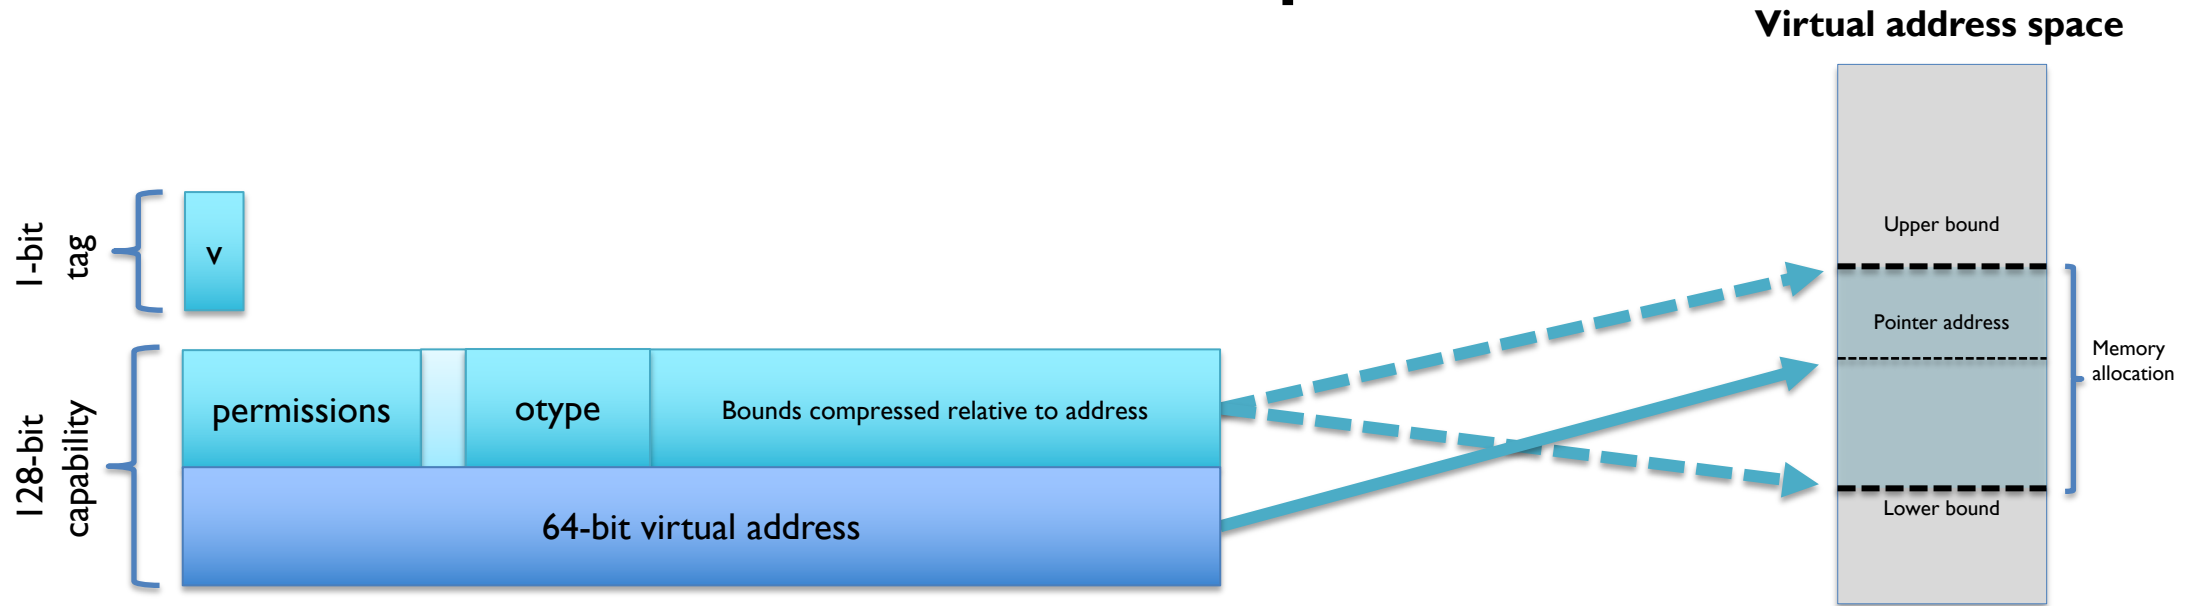 Virtual address space
1-bit
tag
v
128-bit
capability
permissions
otype
Bounds compressed relative to address
64-bit virtual address
Upper bound
Pointer address
Lower bound
Memory
allocation